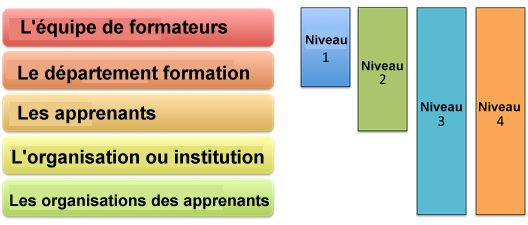 L'équipe de formateurs
Le département formation
Les apprenants
L'organisation ou institution
Les organisations des apprenants
Niveau
1
Niveau
2
Niveau
3
Niveau
4